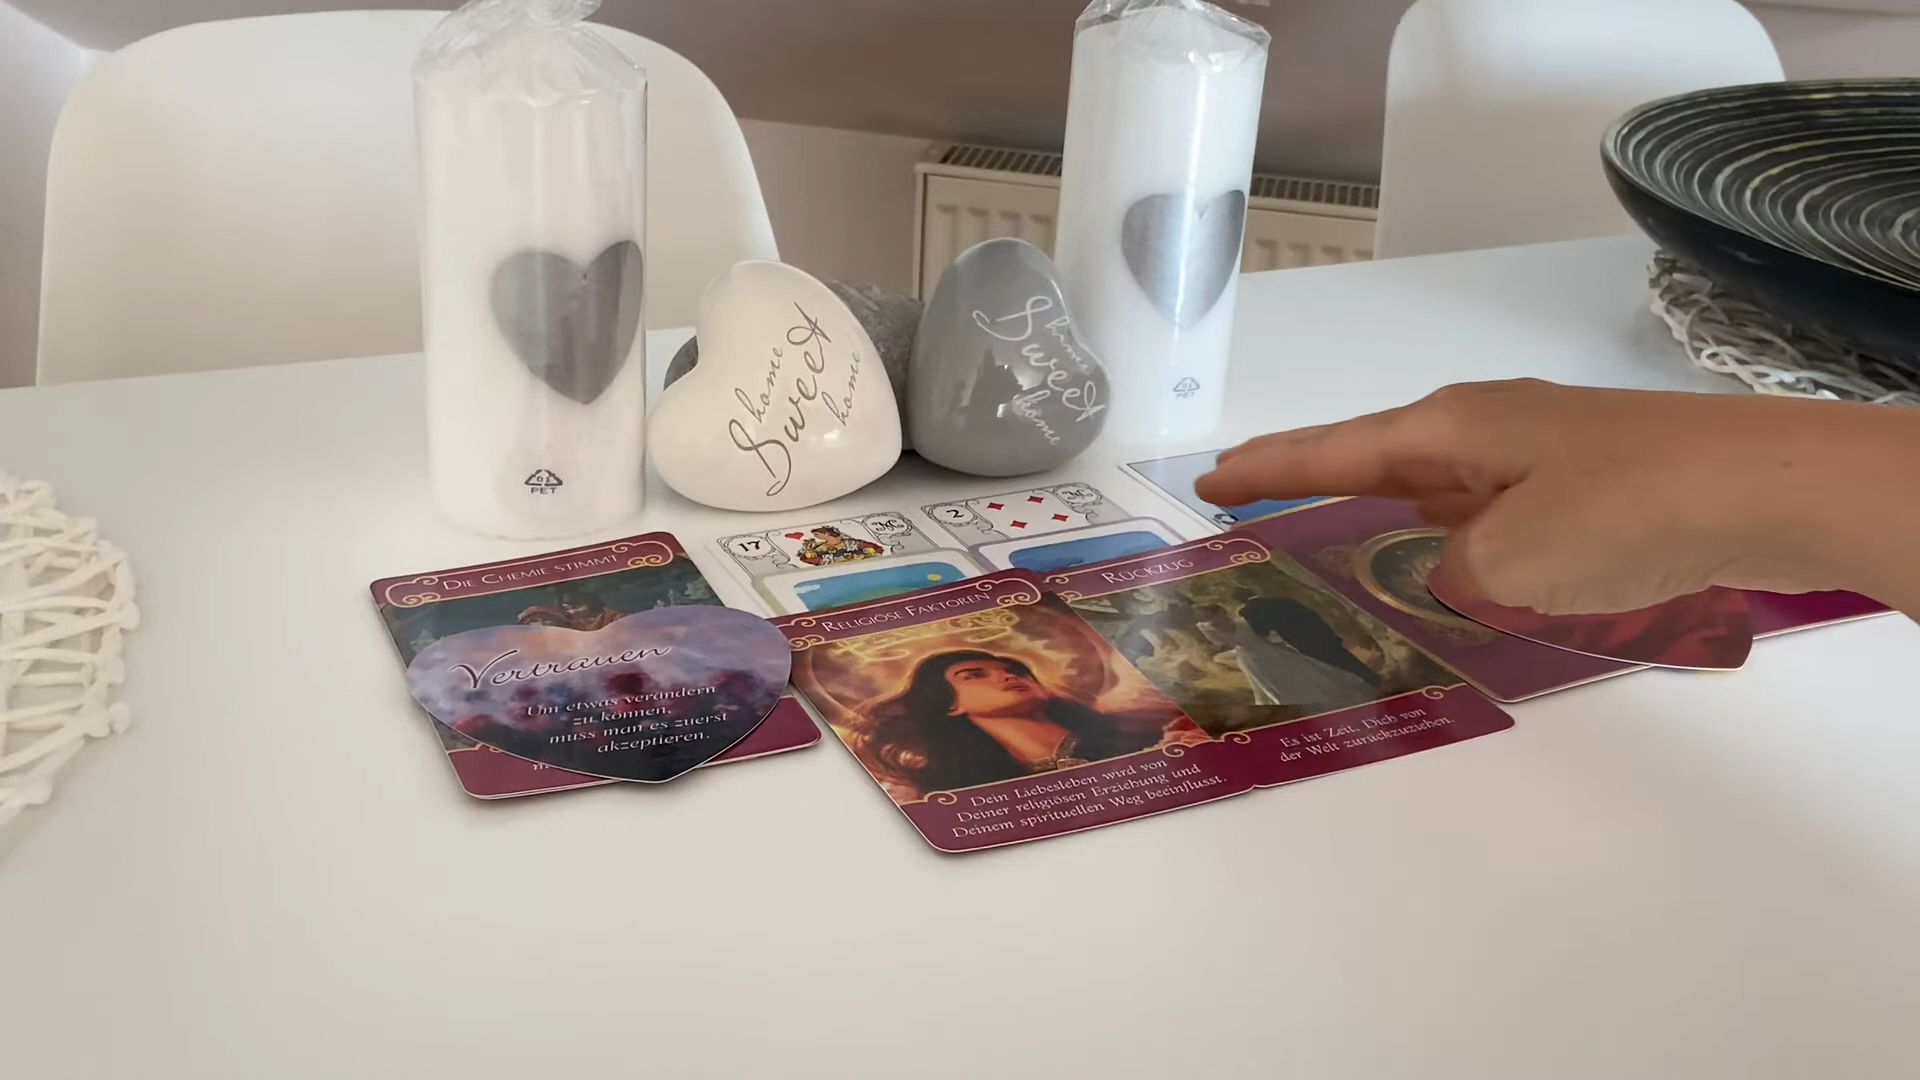 01
PET
home
Sweet
home
home
Sweet
home
01
PET
17
2
DIE CHEMIE STIMMT
Vertrauen
Um etwas verändern
zu können,
muss man es zuerst
akzeptieren.
RELIGIÖSE FAKTOREN
Dein Liebesleben wird von
Deiner religiösen Erziehung und
Deinem spirituellen Weg beeinflusst.
RÜCKZUG
Es ist Zeit, Dich von
der Welt zurückzuziehen.